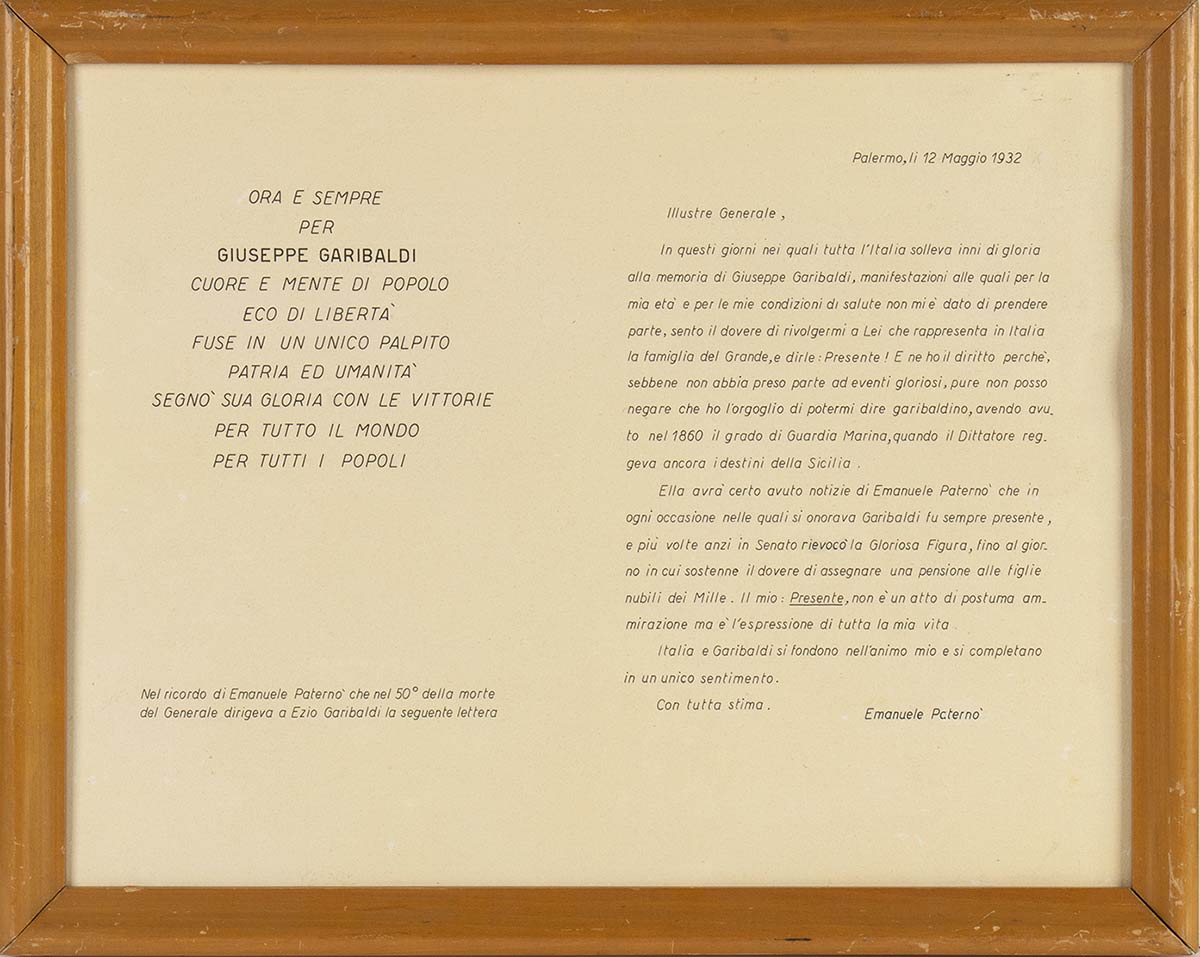 ORA E SEMPRE
PER
GIUSEPPE GARIBALDI
CUORE E MENTE DI POPOLO
ECO DI LIBERTA'
FUSE IN UN UNICO PALPITO
PATRIA ED UMANITA'
SEGNO' SUA GLORIA CON LE VITTORIE
PER TUTTO IL MONDO
PER TUTTI I POPOLI
Nel ricordo di Emanuele Paterno' che nel 50° della morte
del Generale dirigeva a Ezio Garibaldi la seguente lettera
Palermo, li 12 Maggio 1932
Illustre Generale,
In questi giorni nei quali tutta l'Italia solleva inni di gloria
alla memoria di Giuseppe Garibaldi, manifestazioni alle quali per la
mia età e per le mie condizioni di salute non mi è dato di prendere
parte, sento il dovere di rivolgermi a Lei che rappresenta in Italia
la famiglia del Grande, e dirle: Presente! E ne ho il diritto perchè,
sebbene non abbia preso parte ad eventi gloriosi, pure non posso
negare che ho l'orgoglio di potermi dire garibaldino, avendo avu-
to nel 1860 il grado di Guardia Marina, quando il Dittatore reg-
geva ancora i destini della Sicilia.
Ella avrà certo avuto notizie di Emanuele Paterno' che in
ogni occasione nelle quali si onorava Garibaldi fu sempre presente,
e più volte anzi in Senato rievocò la Gloriosa Figura, fino al gior-
no in cui sostenne il dovere di assegnare una pensione alle figlie
nubili dei Mille. Il mio: Presente, non è un atto di postuma am-
mirazione ma è l'espressione di tutta la mia vita
Italia e Garibaldi si fondono nell'animo mio e si completano
in un unico sentimento.
Con tutta stima.
Emanuele Paterno'